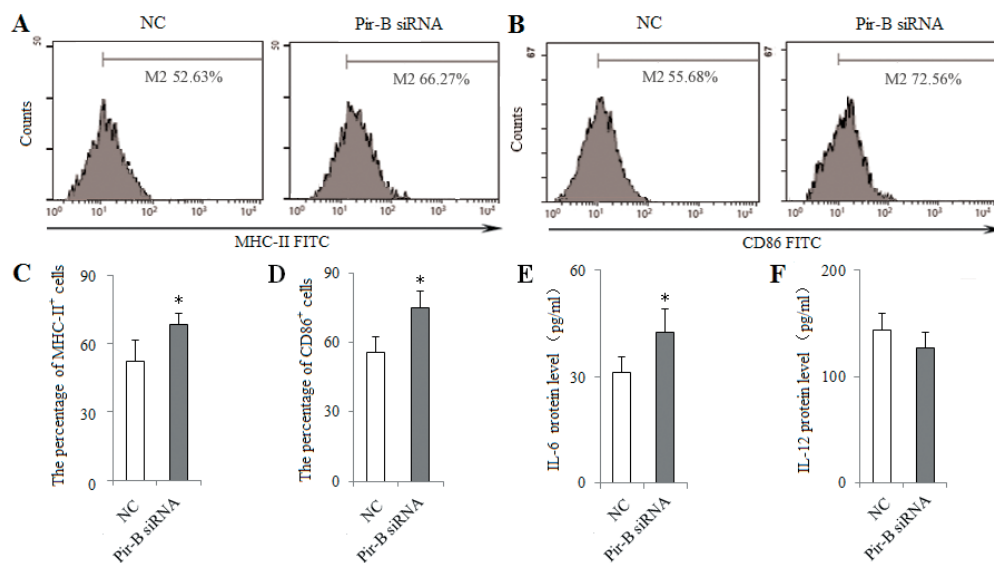 A
NC
Pir-B siRNA
B
NC
Pir-B siRNA
50
M2 52.63%
50
M2 66.27%
67
M2 55.68%
67
M2 72.56%
Counts
Counts
10⁰ 10¹ 10² 10³ 10⁴
10⁰ 10¹ 10² 10³ 10⁴
10⁰ 10¹ 10² 10³ 10⁴
10⁰ 10¹ 10² 10³ 10⁴
MHC-II FITC
CD86 FITC
C
The percentage of MHC-II⁺ cells
90
60
30
0
*
NC
Pir-B siRNA
D
The percentage of CD86⁺ cells
90
60
30
0
*
NC
Pir-B siRNA
E
IL-6 protein level（pg/ml）
60
30
0
*
NC
Pir-B siRNA
F
IL-12 protein level（pg/ml）
200
100
0
NC
Pir-B siRNA